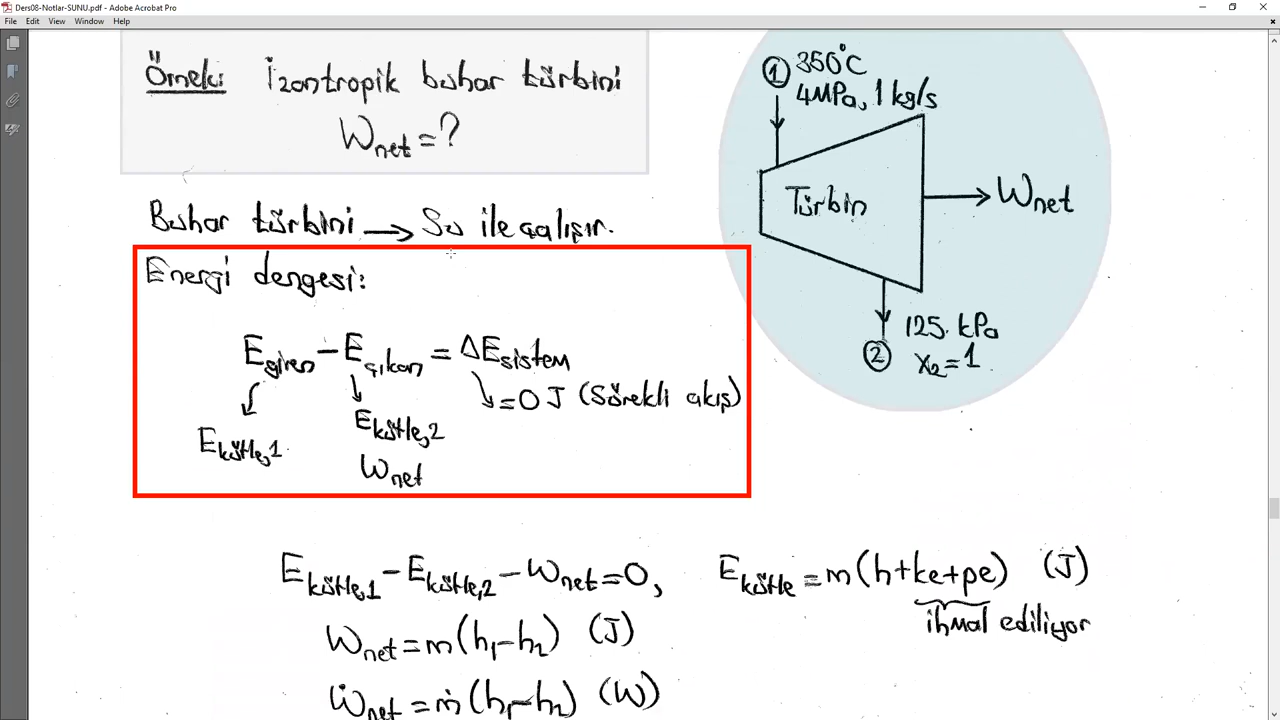 Ders08-Notlar-SUNU.pdf - Adobe Acrobat Pro
File Edit View Window Help
Örnek: İzontropik buhar türbini
Wnet=?
① 350°C
4MPa, 1 kg/s
Türbin
Wnet
125 kPa
② x₂=1
Buhar türbini → Su ile çalışır.
Enerji dengesi:
Egiren − Eçıkan = ΔEsistem
=0 J (Sürekli akış)
Ekütle,1
Ekütle,2
Wnet
Ekütle,1 − Ekütle,2 − Wnet=0, Ekütle=m(h+ke+pe) (J)
ihmal ediliyor
Wnet=m(h₁−h₂) (J)
Ẇnet=ṁ(h₁−h₂) (W)